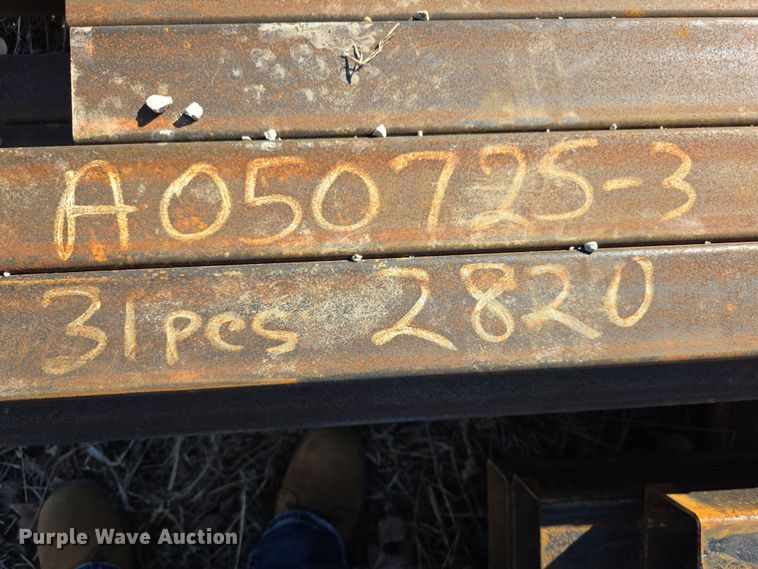 A050725-3
31pcs 2820
Purple Wave Auction